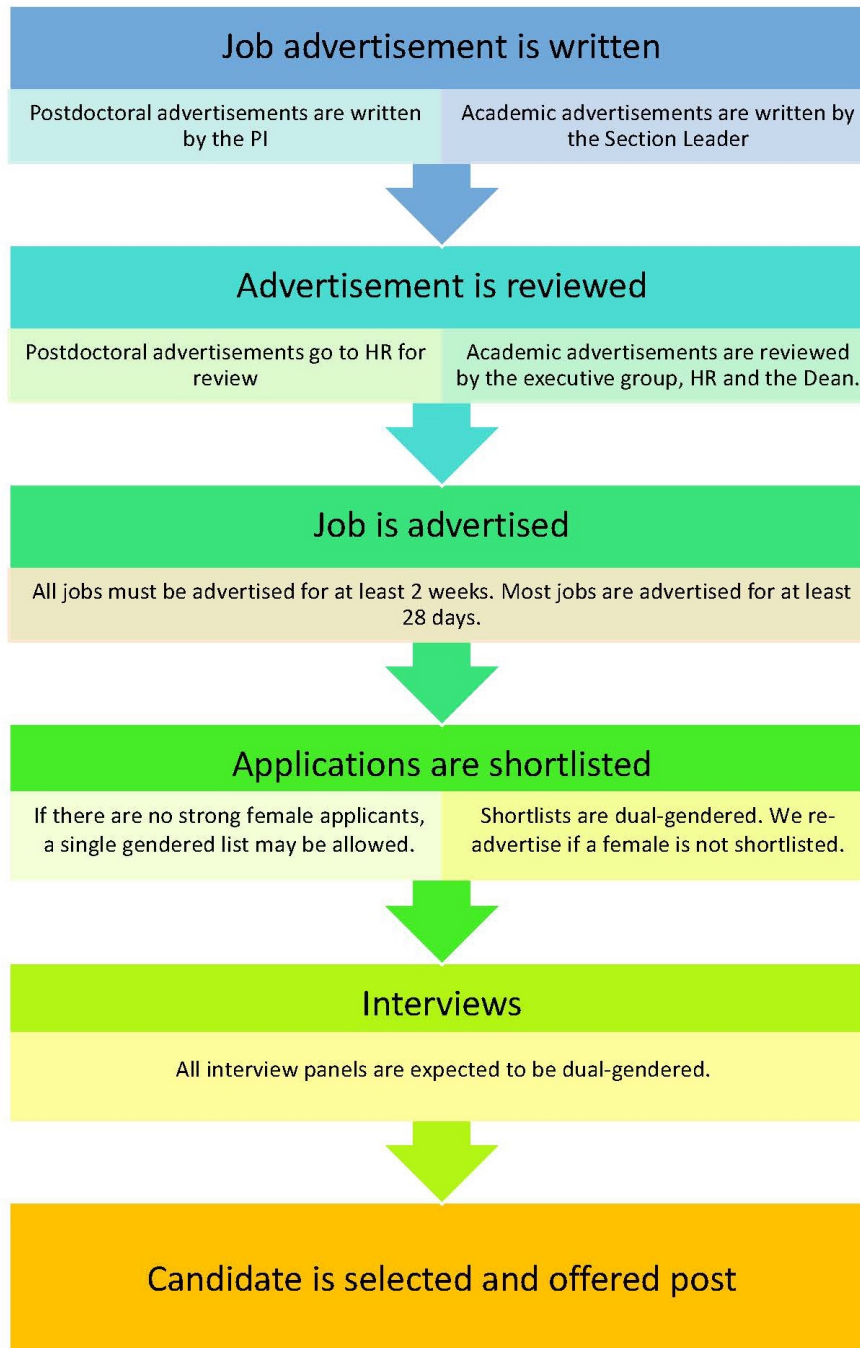 Job advertisement is written
Postdoctoral advertisements are written
by the PI
Academic advertisements are written by
the Section Leader
Advertisement is reviewed
Postdoctoral advertisements go to HR for
review
Academic advertisements are reviewed
by the executive group, HR and the Dean.
Job is advertised
All jobs must be advertised for at least 2 weeks. Most jobs are advertised for at least
28 days.
Applications are shortlisted
If there are no strong female applicants,
a single gendered list may be allowed.
Shortlists are dual-gendered. We re-
advertise if a female is not shortlisted.
Interviews
All interview panels are expected to be dual-gendered.
Candidate is selected and offered post